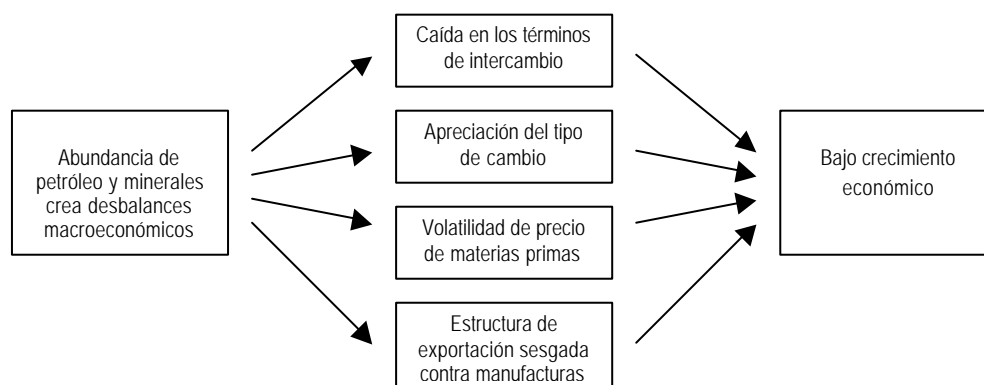 Abundancia de
petróleo y minerales
crea desbalances
macroeconómicos
Caída en los términos
de intercambio
Apreciación del tipo
de cambio
Volatilidad de precio
de materias primas
Estructura de
exportación sesgada
contra manufacturas
Bajo crecimiento
económico